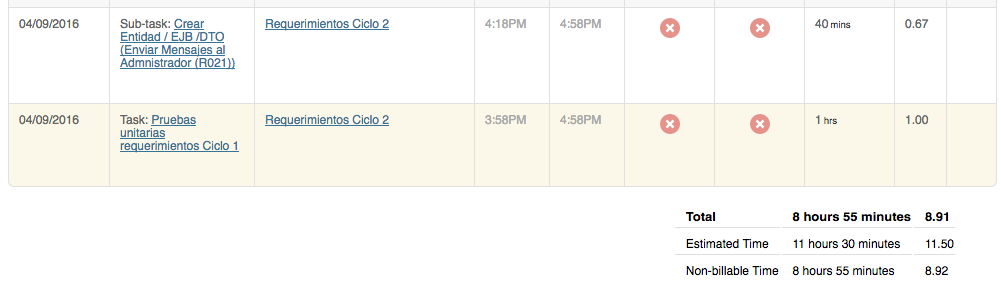 04/09/2016 Sub-task: Crear Requerimientos Ciclo 2 4:18PM 4:58PM 40 mins 0.67
Entidad / EJB /DTO
(Enviar Mensajes al
Admnistrador (R021))
04/09/2016 Task: Pruebas Requerimientos Ciclo 2 3:58PM 4:58PM 1 hrs 1.00
unitarias
requerimientos Ciclo 1
Total 8 hours 55 minutes 8.91
Estimated Time 11 hours 30 minutes 11.50
Non-billable Time 8 hours 55 minutes 8.92